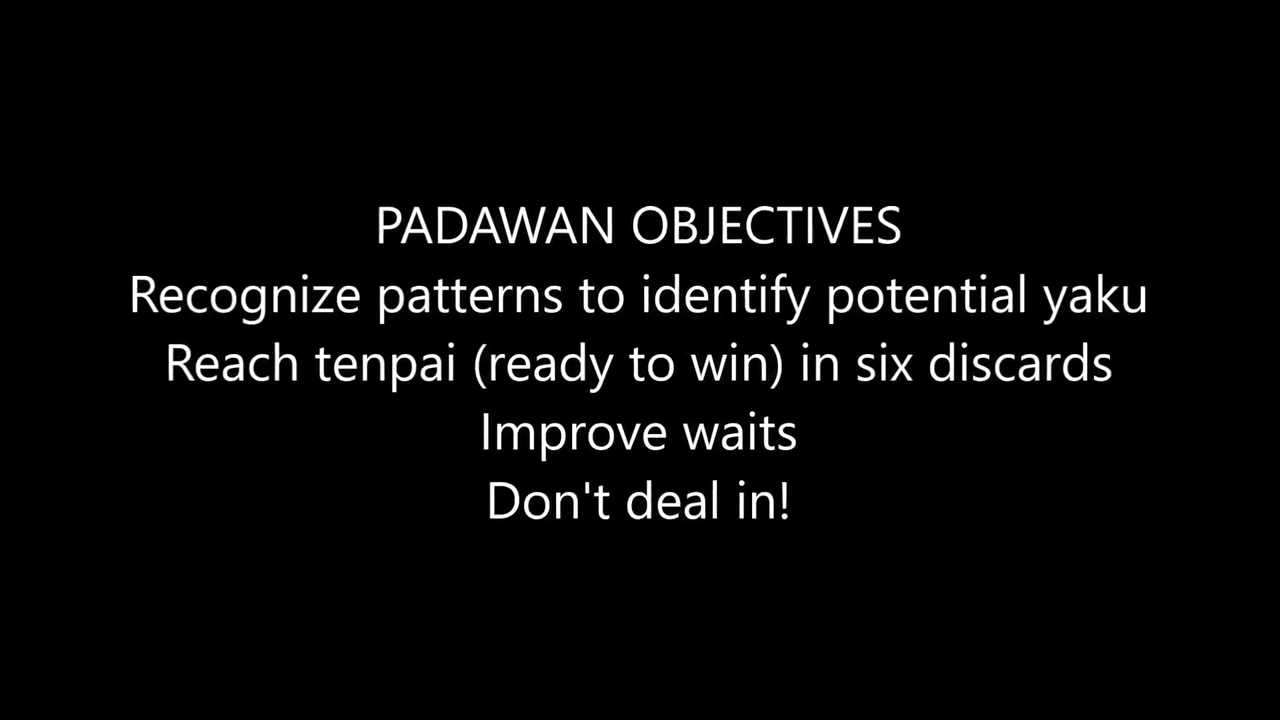 PADAWAN OBJECTIVES
Recognize patterns to identify potential yaku
Reach tenpai (ready to win) in six discards
Improve waits
Don't deal in!